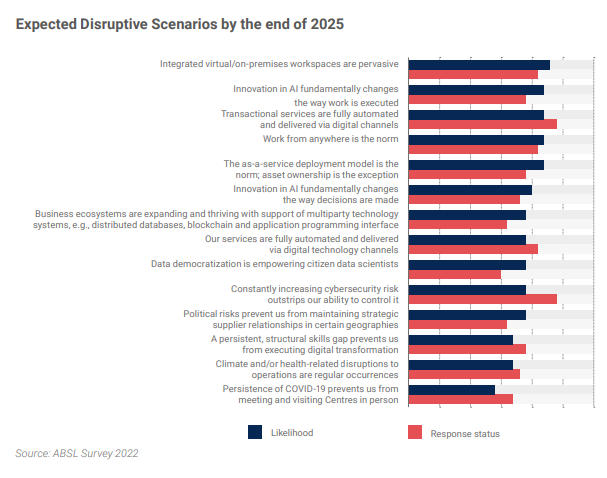 Expected Disruptive Scenarios by the end of 2025
Integrated virtual/on-premises workspaces are pervasive
Innovation in AI fundamentally changes
the way work is executed
Transactional services are fully automated
and delivered via digital channels
Work from anywhere is the norm
The as-a-service deployment model is the
norm; asset ownership is the exception
Innovation in AI fundamentally changes
the way decisions are made
Business ecosystems are expanding and thriving with support of multiparty technology
systems, e.g., distributed databases, blockchain and application programming interface
Our services are fully automated and delivered
via digital technology channels
Data democratization is empowering citizen data scientists
Constantly increasing cybersecurity risk
outstrips our ability to control it
Political risks prevent us from maintaining strategic
supplier relationships in certain geographies
A persistent, structural skills gap prevents us
from executing digital transformation
Climate and/or health-related disruptions to
operations are regular occurrences
Persistence of COVID-19 prevents us from
meeting and visiting Centres in person
Likelihood
Response status
Source: ABSL Survey 2022